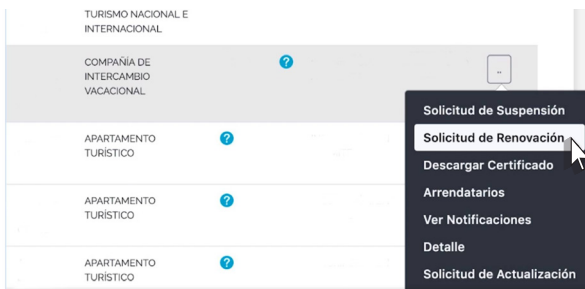 TURISMO NACIONAL E
INTERNACIONAL
COMPAÑÍA DE
INTERCAMBIO
VACACIONAL
?
..
Solicitud de Suspensión
Solicitud de Renovación
Descargar Certificado
Arrendatarios
Ver Notificaciones
Detalle
Solicitud de Actualización
APARTAMENTO
TURÍSTICO
?
APARTAMENTO
TURÍSTICO
?
APARTAMENTO
TURÍSTICO
?